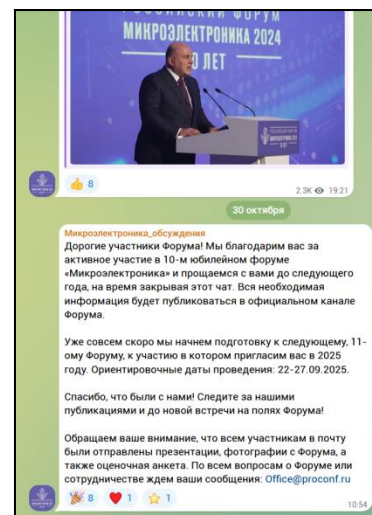 РОССИЙСКИЙ ФОРУМ
МИКРОЭЛЕКТРОНИКА 2024
ЛЕТ
8
2.3K 19:21
30 октября
Микроэлектроника_обсуждения
Дорогие участники Форума! Мы благодарим вас за
активное участие в 10-м юбилейном форуме
«Микроэлектроника» и прощаемся с вами до следующего
года, на время закрывая этот чат. Вся необходимая
информация будет публиковаться в официальном канале
Форума.
Уже совсем скоро мы начнем подготовку к следующему, 11-
ому Форуму, к участию в котором пригласим вас в 2025
году. Ориентировочные даты проведения: 22-27.09.2025.
Спасибо, что были с нами! Следите за нашими
публикациями и до новой встречи на полях Форума!
Обращаем ваше внимание, что всем участникам в почту
были отправлены презентации, фотографии с Форума, а
также оценочная анкета. По всем вопросам о Форуме или
сотрудничестве ждем ваши сообщения: Office@proconf.ru
8 1 1
10:54